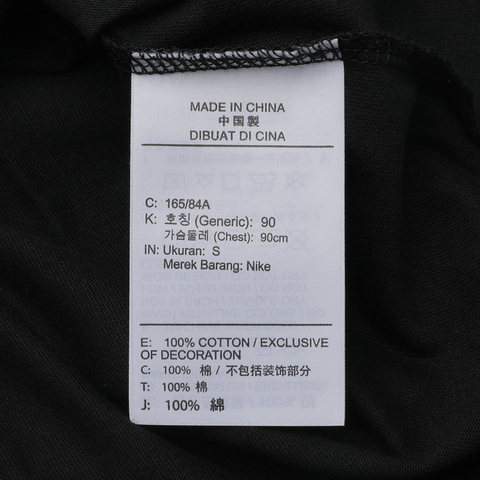 MADE IN CHINA
中国製
DIBUAT DI CINA
C: 165/84A
K: 호칭 (Generic): 90
가슴둘레 (Chest): 90cm
IN: Ukuran: S
Merek Barang: Nike
E: 100% COTTON / EXCLUSIVE
OF DECORATION
C: 100% 棉 / 不包括装饰部分
T: 100% 棉
J: 100% 綿